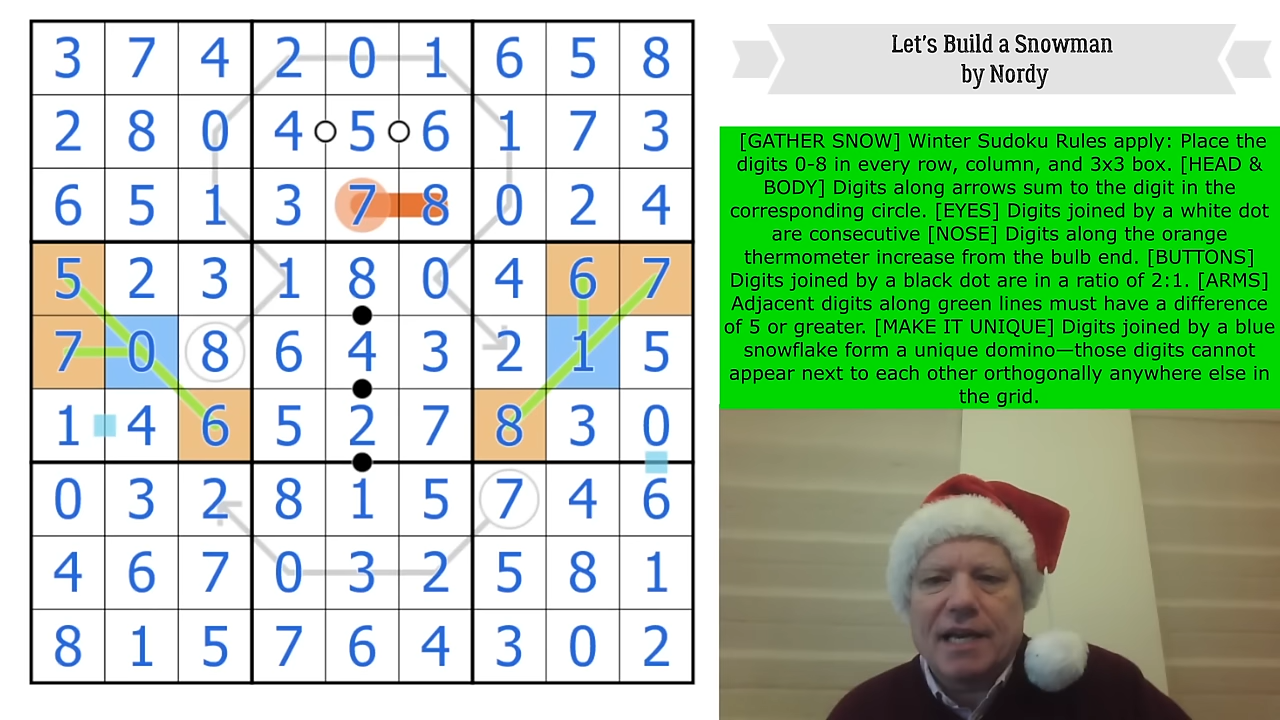 Let's Build a Snowman
by Nordy
[GATHER SNOW] Winter Sudoku Rules apply: Place the
digits 0-8 in every row, column, and 3x3 box. [HEAD &
BODY] Digits along arrows sum to the digit in the
corresponding circle. [EYES] Digits joined by a white dot
are consecutive [NOSE] Digits along the orange
thermometer increase from the bulb end. [BUTTONS]
Digits joined by a black dot are in a ratio of 2:1. [ARMS]
Adjacent digits along green lines must have a difference
of 5 or greater. [MAKE IT UNIQUE] Digits joined by a blue
snowflake form a unique domino—those digits cannot
appear next to each other orthogonally anywhere else in
the grid.
3 7 4 2 0 1 6 5 8
2 8 0 4 5 6 1 7 3
6 5 1 3 7 8 0 2 4
5 2 3 1 8 0 4 6 7
7 0 8 6 4 3 2 1 5
1 4 6 5 2 7 8 3 0
0 3 2 8 1 5 7 4 6
4 6 7 0 3 2 5 8 1
8 1 5 7 6 4 3 0 2